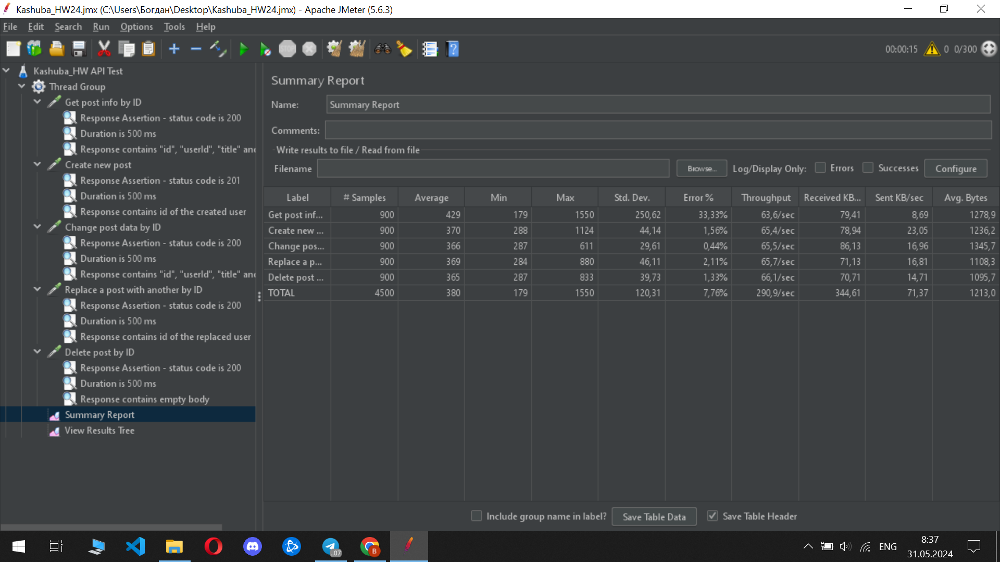 Kashuba_HW24.jmx (C:\Users\Богдан\Desktop\Kashuba_HW24.jmx) - Apache JMeter (5.6.3)
File Edit Search Run Options Tools Help
STOP
00:00:15 0 0/300
Kashuba_HW API Test
Thread Group
Get post info by ID
Response Assertion - status code is 200
Duration is 500 ms
Response contains "id", "userId", "title" and
Create new post
Response Assertion - status code is 201
Duration is 500 ms
Response contains id of the created user
Change post data by ID
Response Assertion - status code is 200
Duration is 500 ms
Response contains "id", "userId", "title" and
Replace a post with another by ID
Response Assertion - status code is 200
Duration is 500 ms
Response contains id of the replaced user
Delete post by ID
Response Assertion - status code is 200
Duration is 500 ms
Response contains empty body
Summary Report
View Results Tree
Summary Report
Name: Summary Report
Comments:
Write results to file / Read from file
Filename Browse... Log/Display Only: Errors Successes Configure
Label # Samples Average Min Max Std. Dev. Error % Throughput Received KB... Sent KB/sec Avg. Bytes
Get post inf... 900 429 179 1550 250,62 33,33% 63,6/sec 79,41 8,69 1278,9
Create new ... 900 370 288 1124 44,14 1,56% 65,4/sec 78,94 23,05 1236,2
Change pos... 900 366 287 611 29,61 0,44% 65,5/sec 86,13 16,96 1345,7
Replace a p... 900 369 284 880 46,11 2,11% 65,7/sec 71,13 16,81 1108,3
Delete post ... 900 365 287 833 39,73 1,33% 66,1/sec 70,71 14,71 1095,7
TOTAL 4500 380 179 1550 120,31 7,76% 290,9/sec 344,61 71,37 1213,0
Include group name in label? Save Table Data Save Table Header
..07
B
ENG
8:37
31.05.2024